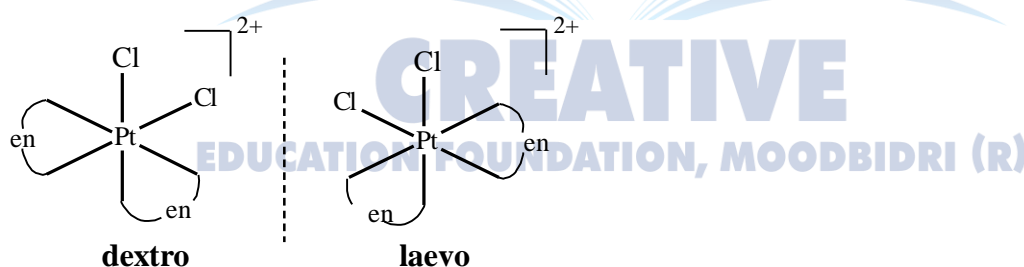 2+
2+
Cl
Cl
Cl
Cl
en
Pt
Pt
en
en
en
dextro
laevo
CREATIVE
EDUCATION FOUNDATION, MOODBIDRI (R)